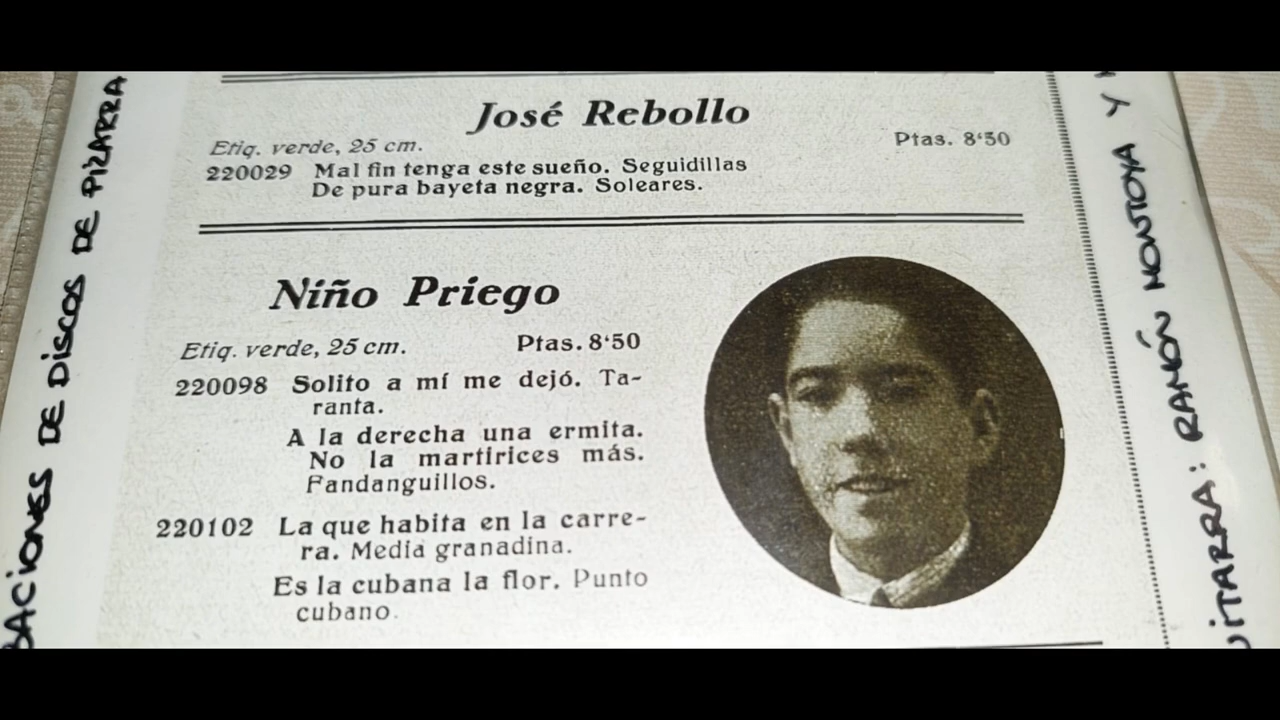 José Rebollo
Etiq. verde, 25 cm.
Ptas. 8'50
220029 Mal fin tenga este sueño. Seguidillas
De pura bayeta negra. Soleares.
Niño Priego
Etiq. verde, 25 cm.
Ptas. 8'50
220098 Solito a mí me dejó. Ta-
ranta.
A la derecha una ermita.
No la martirices más.
Fandanguillos.
220102 La que habita en la carre-
ra. Media granadina.
Es la cubana la flor. Punto
cubano.
BACIONES DE DISCOS DE PIZARRA
UITARRA: RAMÓN MONTOYA Y